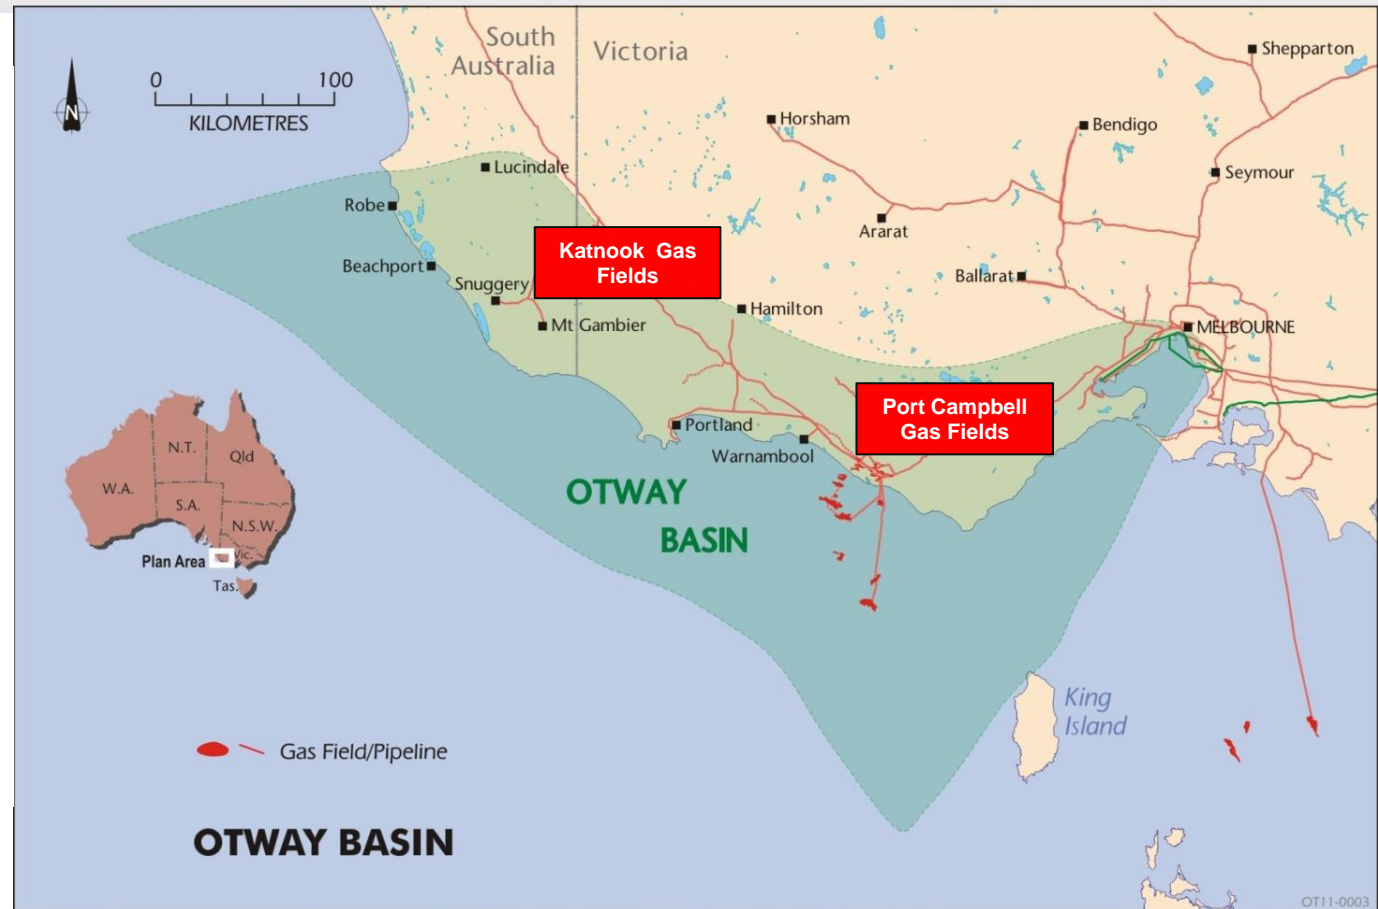 South
Australia
Victoria
Shepparton
0 100
KILOMETRES
N
Horsham
Bendigo
Lucindale
Seymour
Robe
Ararat
Katnook Gas
Fields
Beachport
Ballarat
Snuggery
Hamilton
Mt Gambier
MELBOURNE
Port Campbell
Gas Fields
Portland
Warnambool
OTWAY
BASIN
N.T.
Qld
W.A.
S.A.
N.S.W.
Vic.
Plan Area
Tas.
King
Island
Gas Field/Pipeline
OTWAY BASIN
OT11-0003